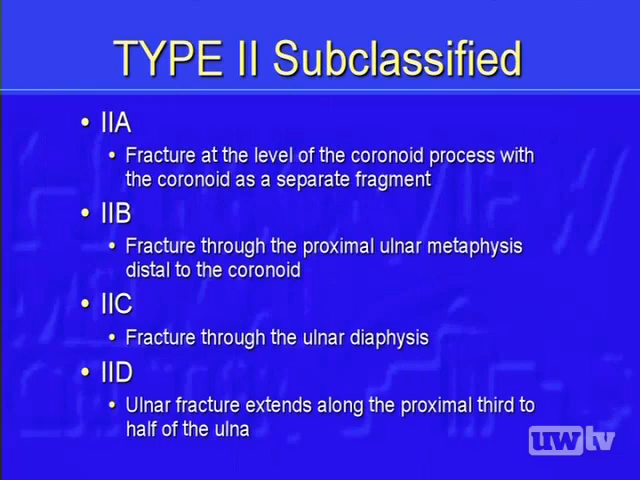 TYPE II Subclassified
• IIA
• Fracture at the level of the coronoid process with
the coronoid as a separate fragment
• IIB
• Fracture through the proximal ulnar metaphysis
distal to the coronoid
• IIC
• Fracture through the ulnar diaphysis
• IID
• Ulnar fracture extends along the proximal third to
half of the ulna
uwtv